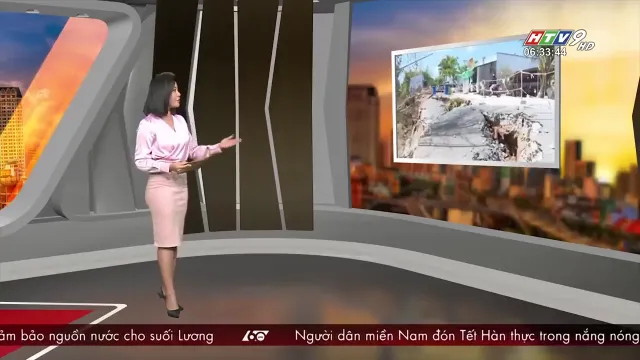 HTV9 HD
06:33:44
ảm bảo nguồn nước cho suối Lương 60 Người dân miền Nam đón Tết Hàn thực trong nắng nóng